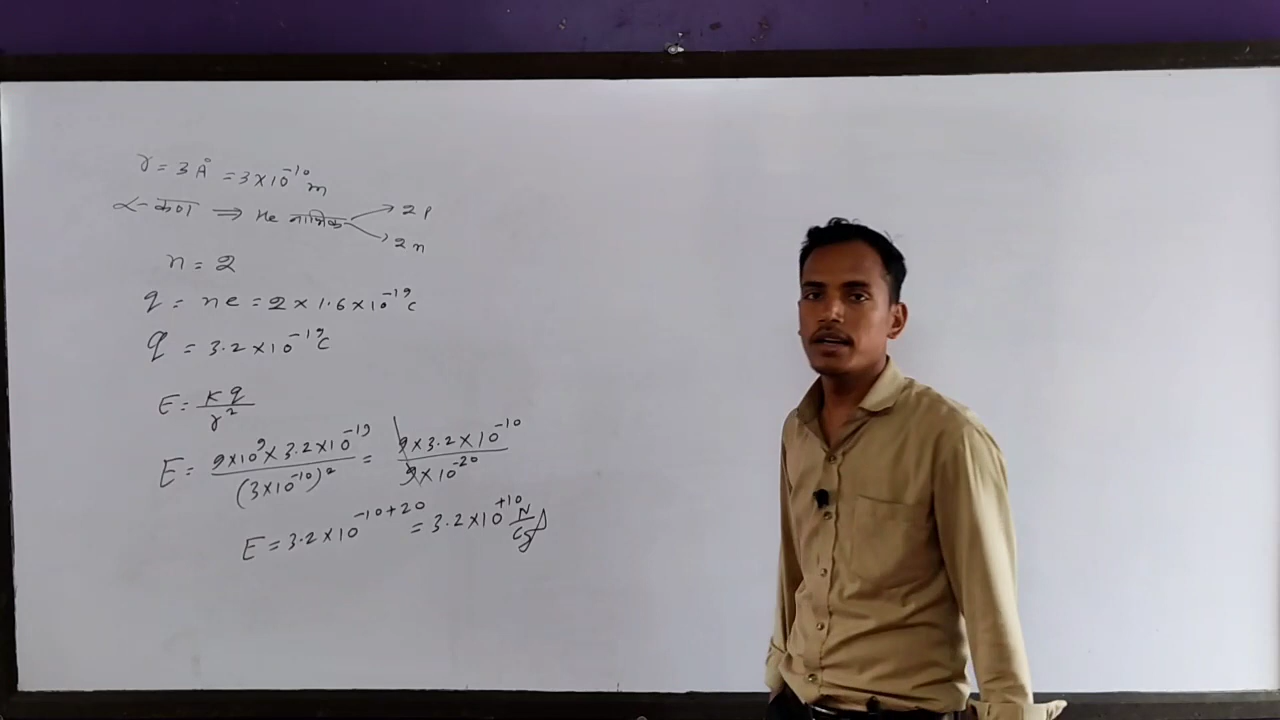 r = 3 Å = 3×10⁻¹⁰ m
α-कण ⇒ He नाभिक → 2 p
→ 2 n
n = 2
q = ne = 2 × 1.6 × 10⁻¹⁹ C
q = 3.2 × 10⁻¹⁹ C
E = Kq / r²
E = 9×10⁹ × 3.2×10⁻¹⁹ / (3×10⁻¹⁰)² = 9 × 3.2 × 10⁻¹⁰ / 9 × 10⁻²⁰
E = 3.2 × 10⁻¹⁰⁺²⁰ = 3.2 × 10⁺¹⁰ N/C